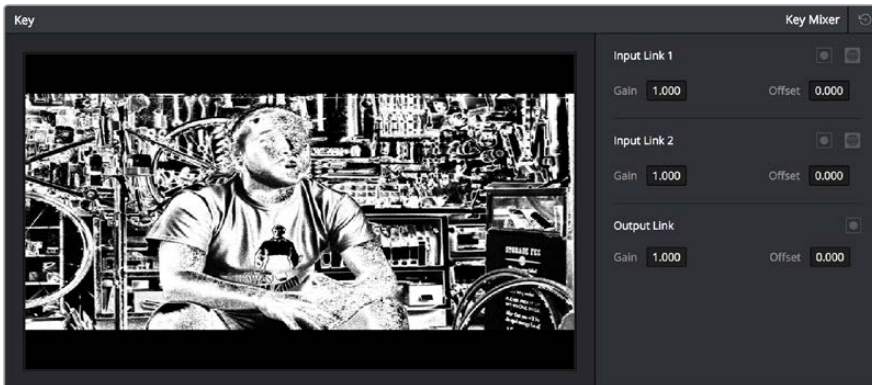 Key
Key Mixer
Input Link 1
Gain 1.000 Offset 0.000
Input Link 2
Gain 1.000 Offset 0.000
Output Link
Gain 1.000 Offset 0.000
STORAGE